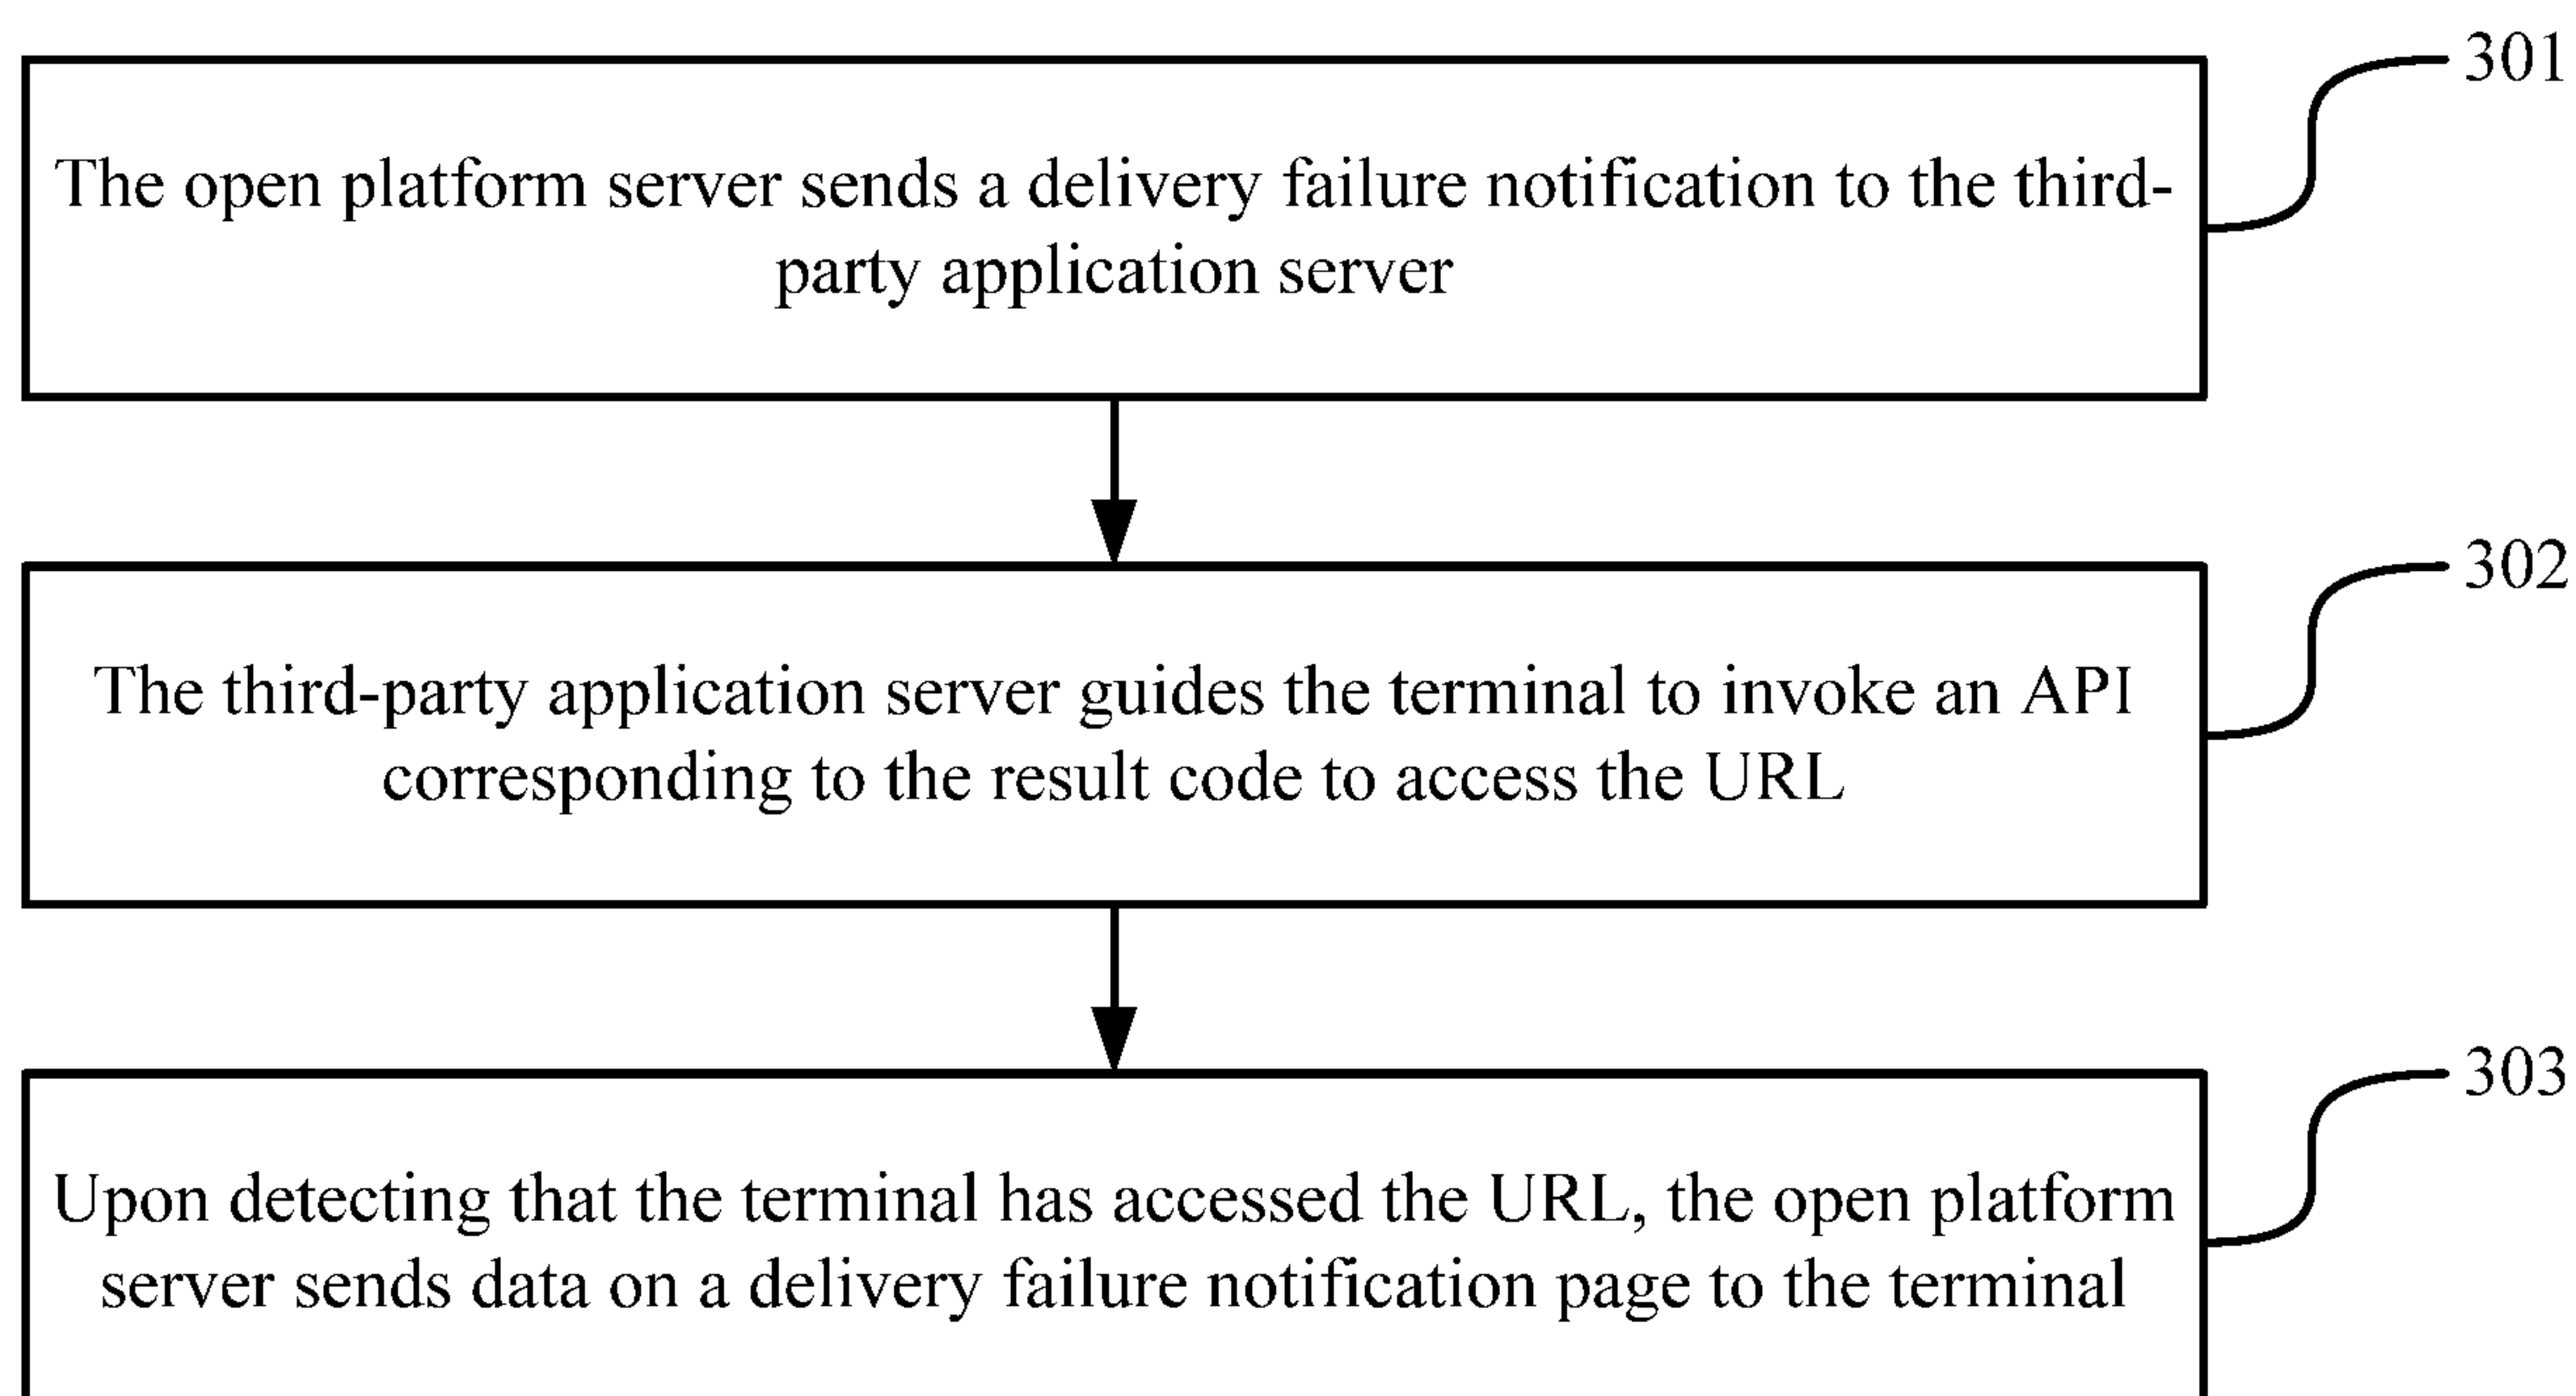 301
The open platform server sends a delivery failure notification to the third-
party application server
302
The third-party application server guides the terminal to invoke an API
corresponding to the result code to access the URL
303
Upon detecting that the terminal has accessed the URL, the open platform
server sends data on a delivery failure notification page to the terminal